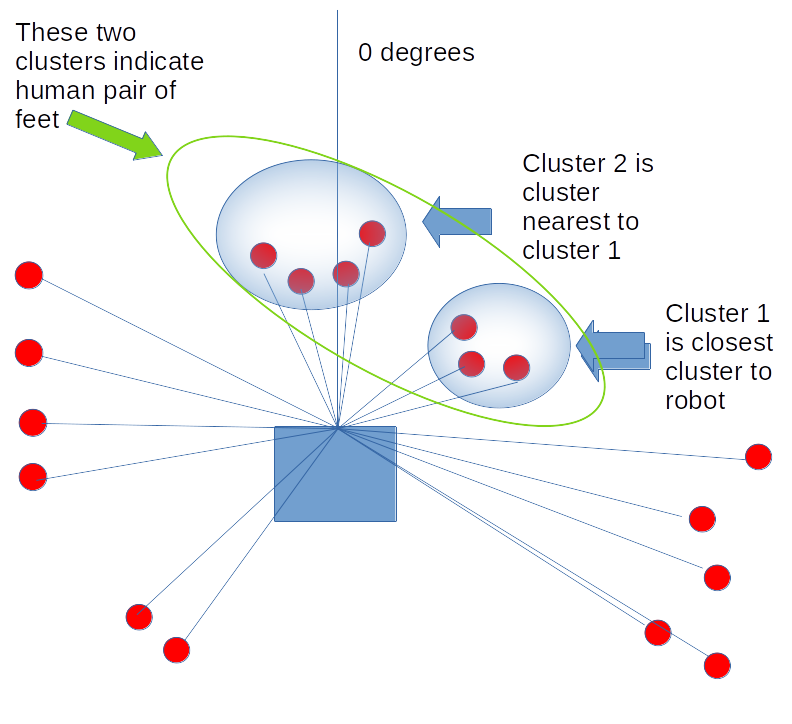 These two
clusters indicate
human pair of
feet
0 degrees
Cluster 2 is
cluster
nearest to
cluster 1
Cluster 1
is closest
cluster to
robot